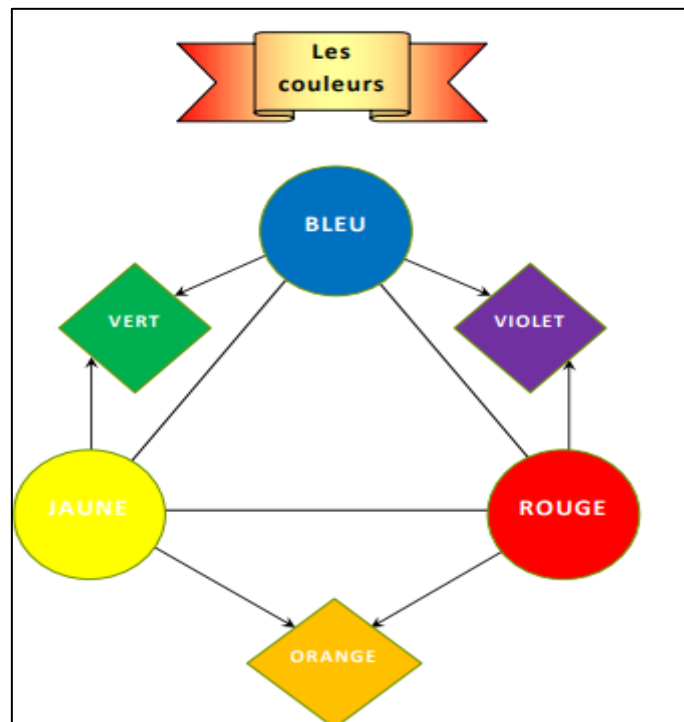 Les
couleurs
BLEU
VERT
VIOLET
JAUNE
ROUGE
ORANGE